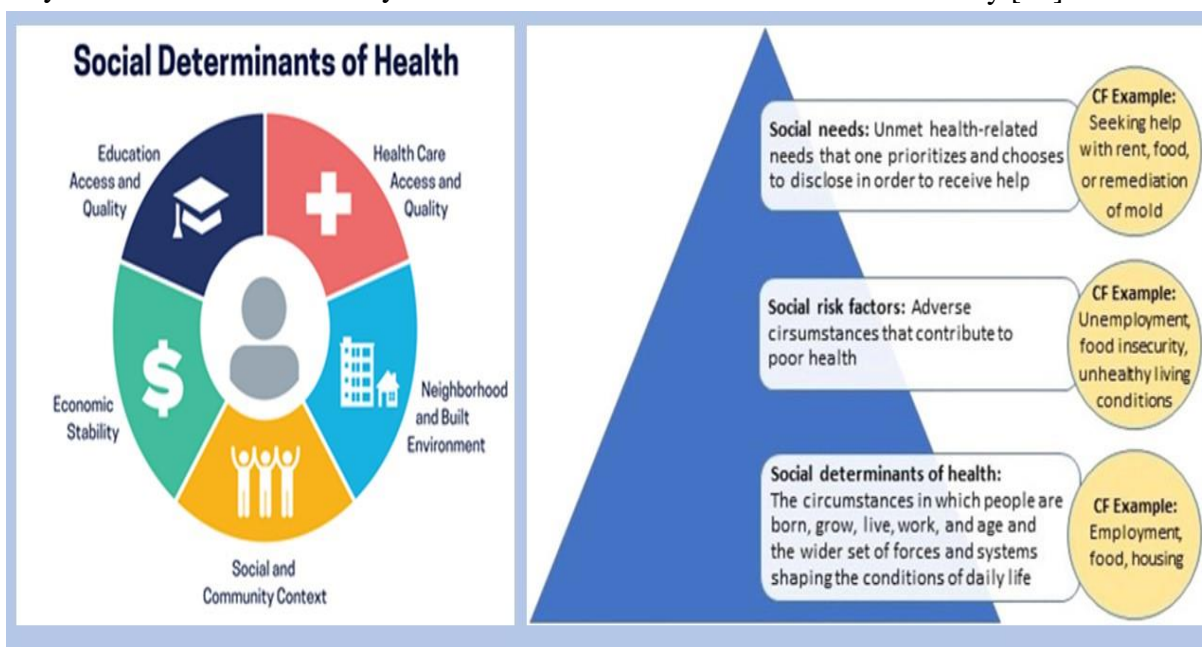 Social Determinants of Health
Education
Access and
Quality
Health Care
Access and
Quality
Economic
Stability
Neighborhood
and Built
Environment
Social and
Community Context
Social needs: Unmet health-related
needs that one prioritizes and chooses
to disclose in order to receive help
CF Example:
Seeking help
with rent, food,
or remediation
of mold
Social risk factors: Adverse
cirsumstances that contribute to
poor health
CF Example:
Unemployment,
food insecurity,
unhealthy living
conditions
Social determinants of health:
The circumstances in which people are
born, grow, live, work, and age and
the wider set of forces and systems
shaping the conditions of daily life
CF Example:
Employment,
food, housing